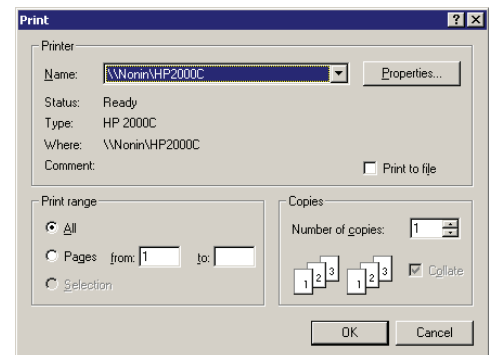 Print
Printer
Name: \\Nonin\HP2000C Properties...
Status: Ready
Type: HP 2000C
Where: \\Nonin\HP2000C
Comment: Print to file
Print range
All
Pages from: 1 to:
Selection
Copies
Number of copies: 1
1 2 3 1 2 3 Collate
OK Cancel